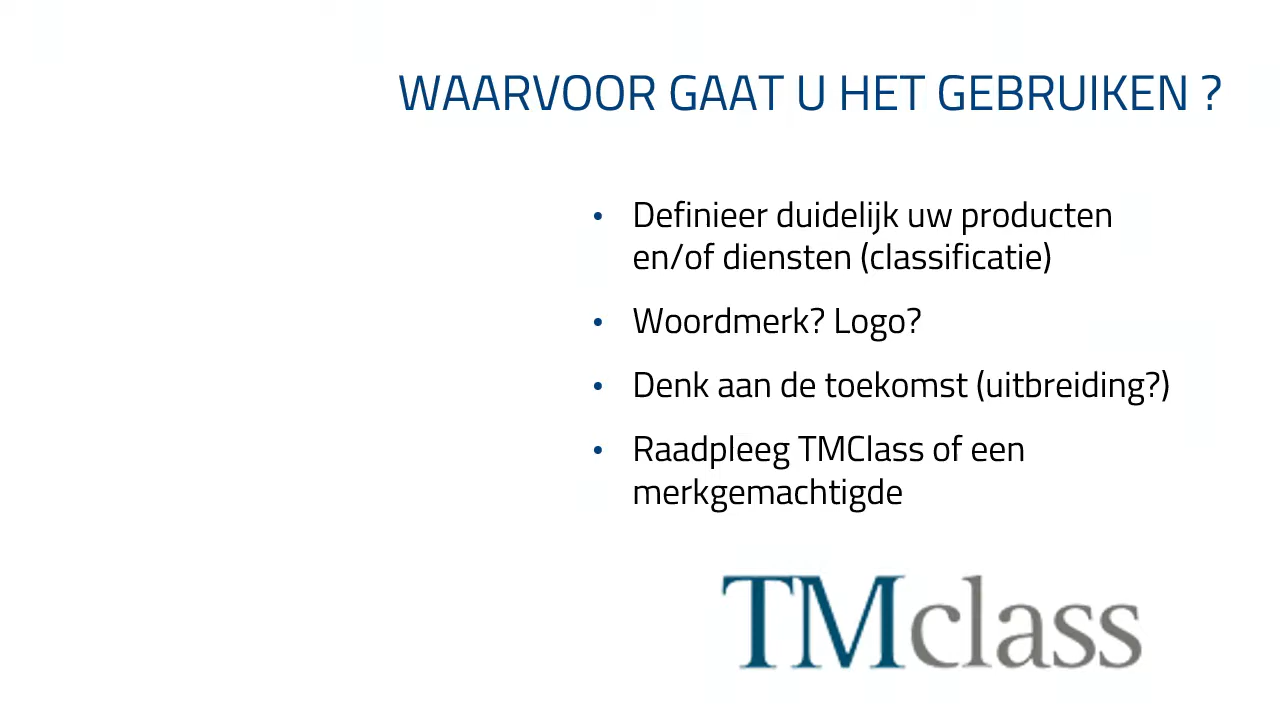 WAARVOOR GAAT U HET GEBRUIKEN ?
• Definieer duidelijk uw producten
en/of diensten (classificatie)
• Woordmerk? Logo?
• Denk aan de toekomst (uitbreiding?)
• Raadpleeg TMClass of een
merkgemachtigde
TMclass